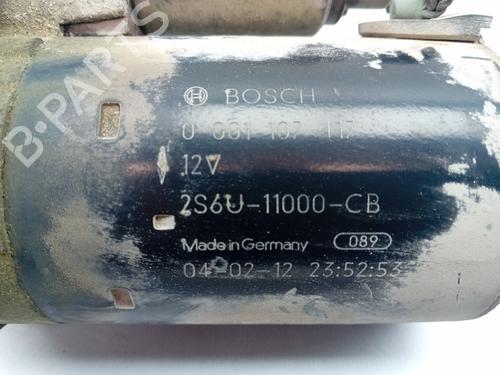 B-PARTS
BOSCH
0 001 107 117
12V
2S6U-11000-CB
Made in Germany 089
04-02-12 23:52:53